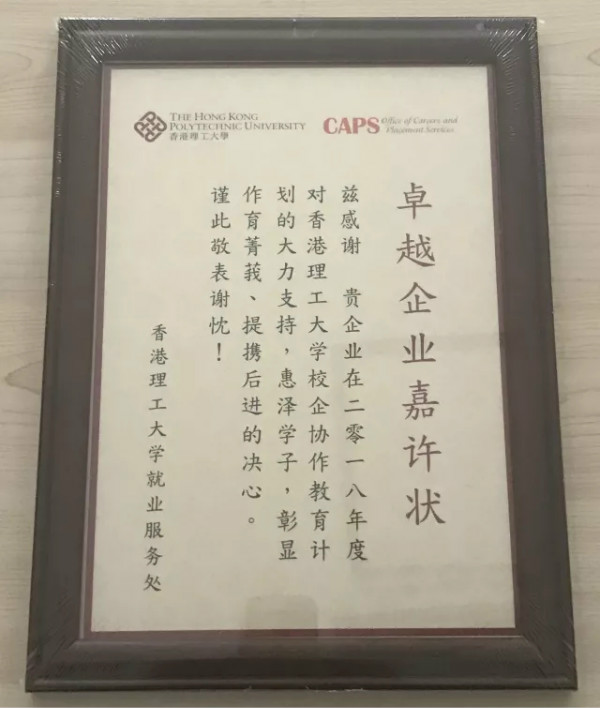 THE HONG KONG
POLYTECHNIC UNIVERSITY
香港理工大學
CAPS
Office of Careers and
Placement Services
卓越企业嘉许状
兹感谢 贵企业在二零一八年度
对香港理工大学校企协作教育计
划的大力支持，惠泽学子，彰显
作育菁莪、提携后进的决心。
谨此敬表谢忱！
香港理工大学就业服务处